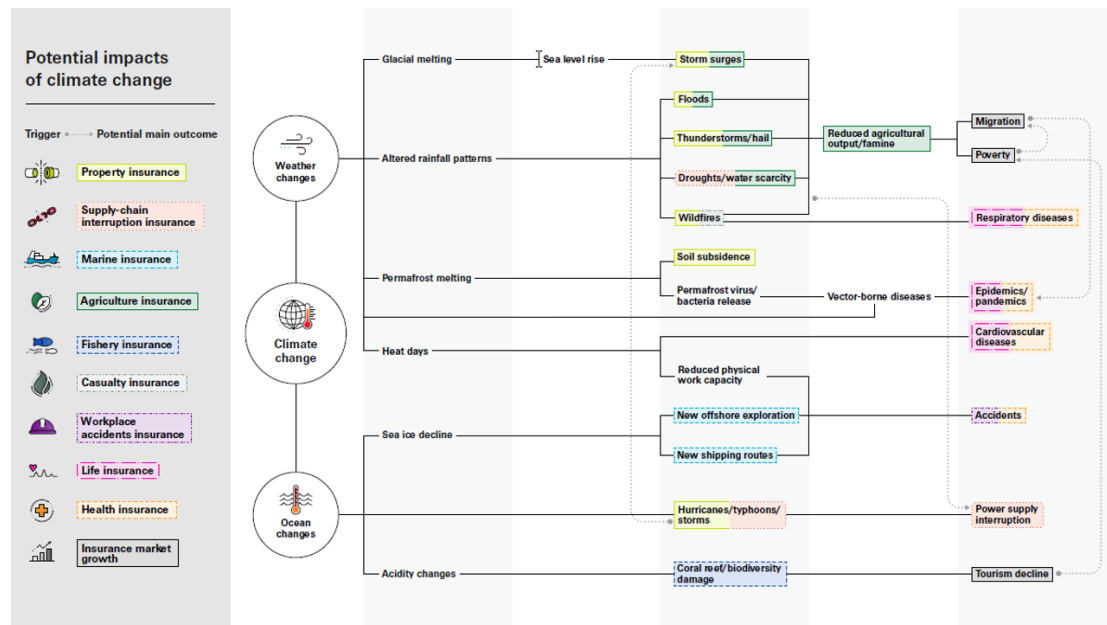 Potential impacts
of climate change
Trigger
Potential main outcome
Property insurance
Supply-chain
interruption insurance
Marine insurance
Agriculture insurance
Fishery insurance
Casualty insurance
Workplace
accidents insurance
Life insurance
Health insurance
Insurance market
growth
Weather
changes
Climate
change
Ocean
changes
Glacial melting
Sea level rise
Storm surges
Floods
Altered rainfall patterns
Thunderstorms/hail
Droughts/water scarcity
Wildfires
Reduced agricultural
output/famine
Migration
Poverty
Respiratory diseases
Permafrost melting
Soil subsidence
Permafrost virus/
bacteria release
Vector-borne diseases
Epidemics/
pandemics
Heat days
Cardiovascular
diseases
Reduced physical
work capacity
Sea ice decline
New offshore exploration
Accidents
New shipping routes
Hurricanes/typhoons/
storms
Power supply
interruption
Acidity changes
Coral reef/biodiversity
damage
Tourism decline